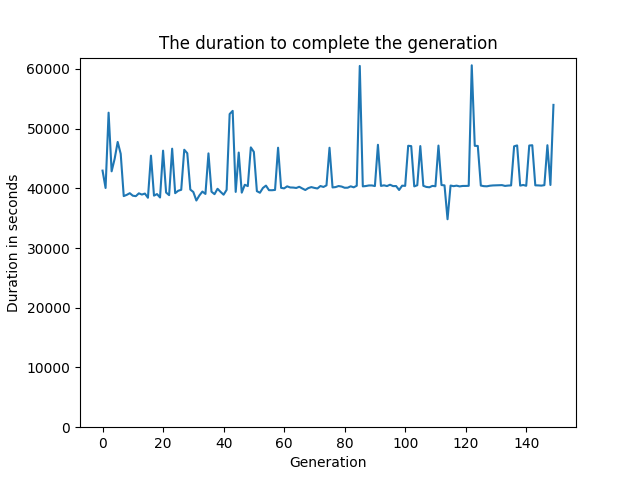 The duration to complete the generation
60000
50000
40000
30000
20000
10000
0
Duration in seconds
0 20 40 60 80 100 120 140
Generation